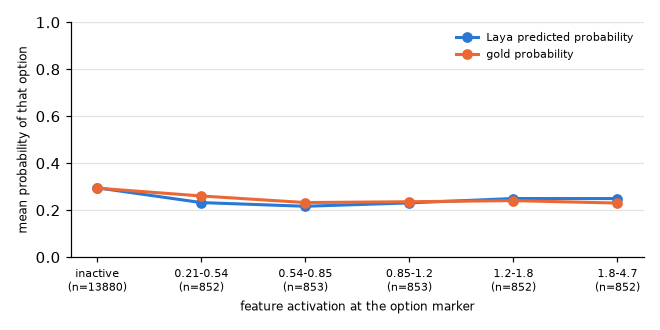 1.0
0.8
0.6
0.4
0.2
0.0
mean probability of that option
Laya predicted probability
gold probability
inactive
(n=13880)
0.21-0.54
(n=852)
0.54-0.85
(n=853)
0.85-1.2
(n=853)
1.2-1.8
(n=852)
1.8-4.7
(n=852)
feature activation at the option marker